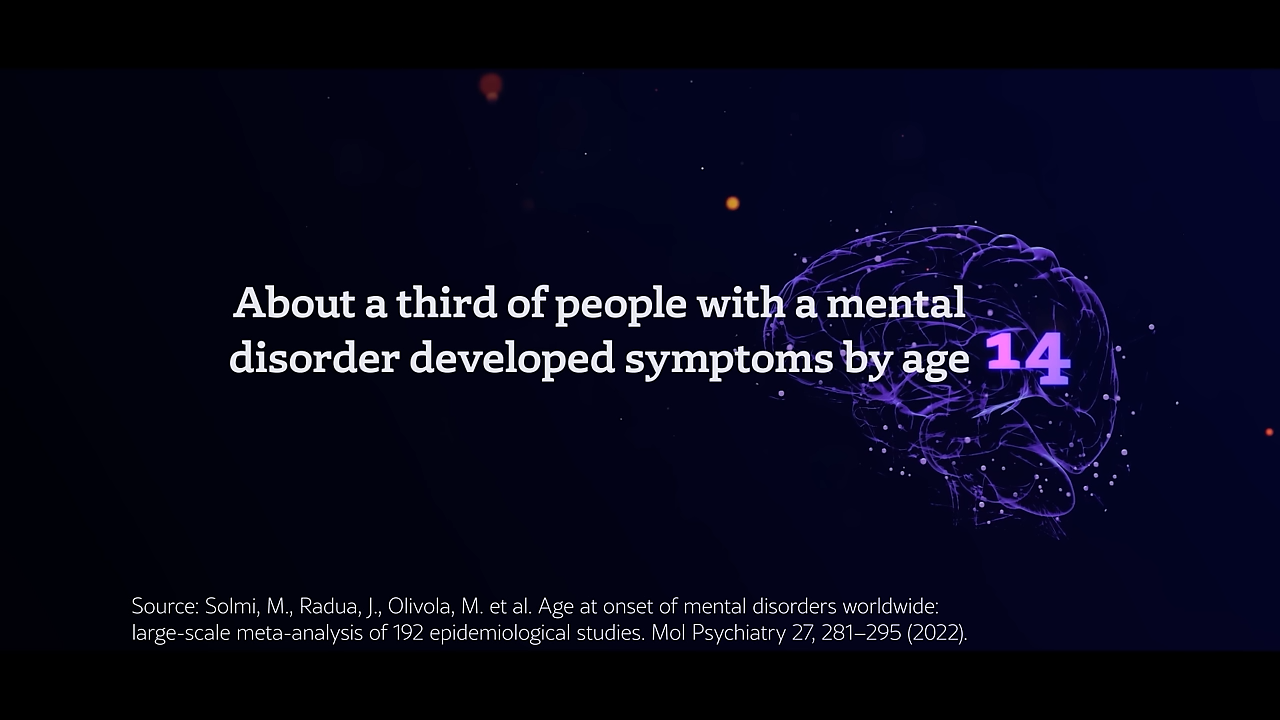 About a third of people with a mental
disorder developed symptoms by age 14
Source: Solmi, M., Radua, J., Olivola, M. et al. Age at onset of mental disorders worldwide:
large-scale meta-analysis of 192 epidemiological studies. Mol Psychiatry 27, 281–295 (2022).